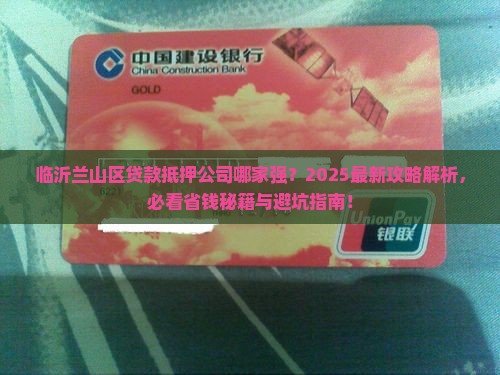 中国建设银行
China Construction Bank
GOLD
临沂兰山区贷款抵押公司哪家强？2025最新攻略解析，
必看省钱秘籍与避坑指南！
UnionPay
银联